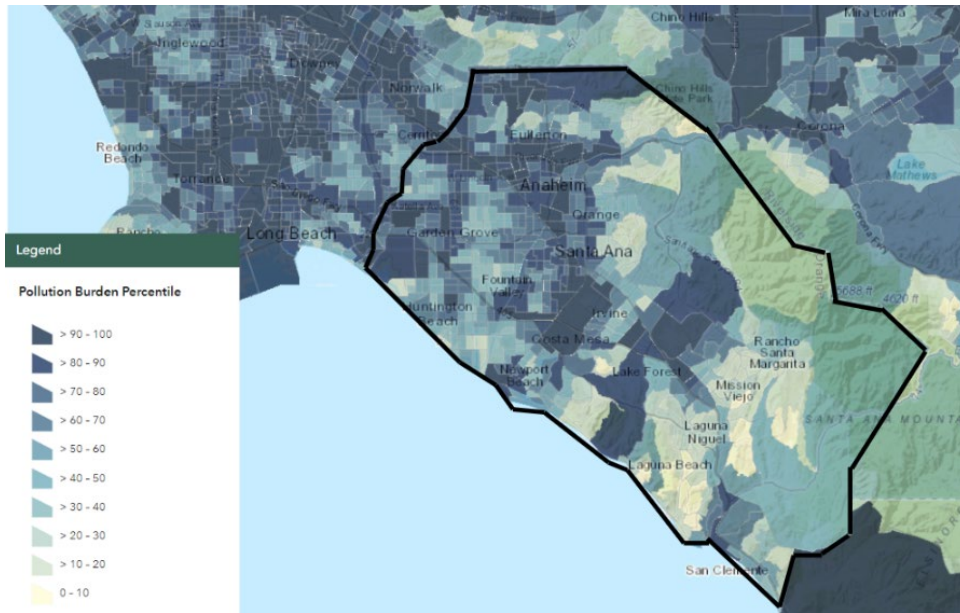 Chino Hills
Mira Loma
Inglewood
Downey
Norwalk
Chino Hills
State Park
Cerritos
Fullerton
Corona
Redondo
Beach
Torrance
Anaheim
Lake
Mathews
Rancho
Long Beach
Garden Grove
Orange
Santa Ana
Orange
Fountain
Valley
5688 ft
4620 ft
Huntington
Beach
Irvine
Costa Mesa
Rancho
Santa
Margarita
Newport
Beach
Lake Forest
Mission
Viejo
Laguna
Niguel
SANTA ANA MOUNTA
Laguna Beach
San Clemente
Legend
Pollution Burden Percentile
> 90 - 100
> 80 - 90
> 70 - 80
> 60 - 70
> 50 - 60
> 40 - 50
> 30 - 40
> 20 - 30
> 10 - 20
0 - 10